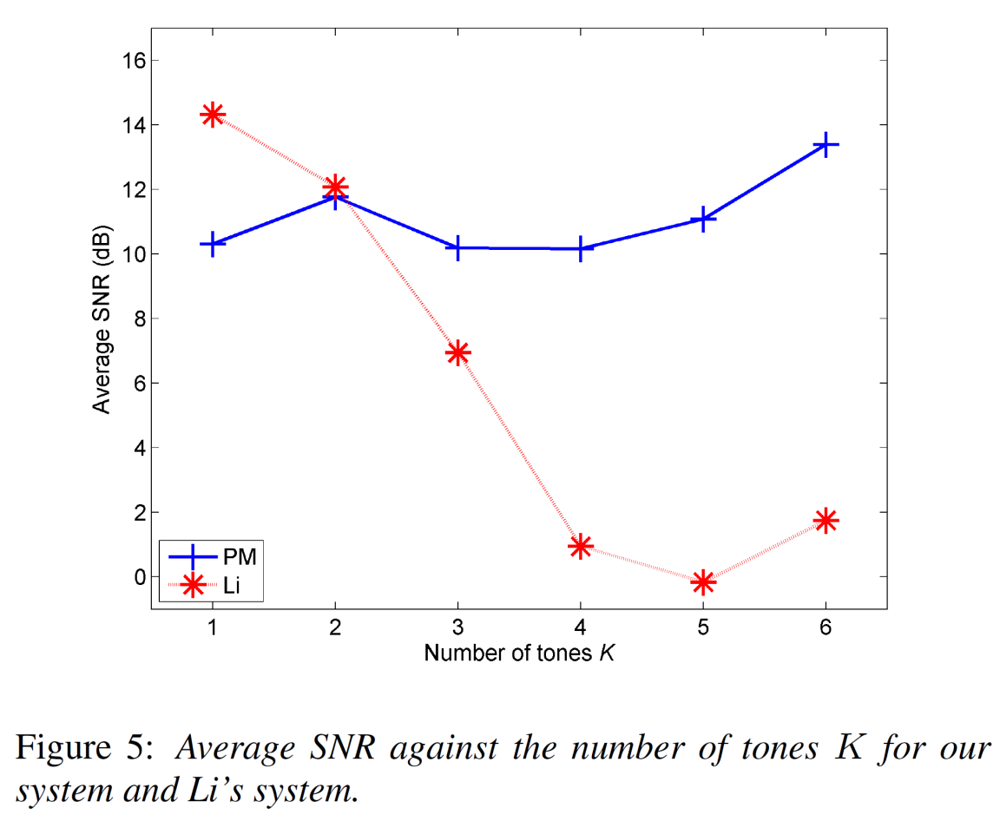 16
14
12
10
8
6
4
2
0
Average SNR (dB)
PM
Li
1 2 3 4 5 6
Number of tones K
Figure 5: Average SNR against the number of tones K for our
system and Li's system.